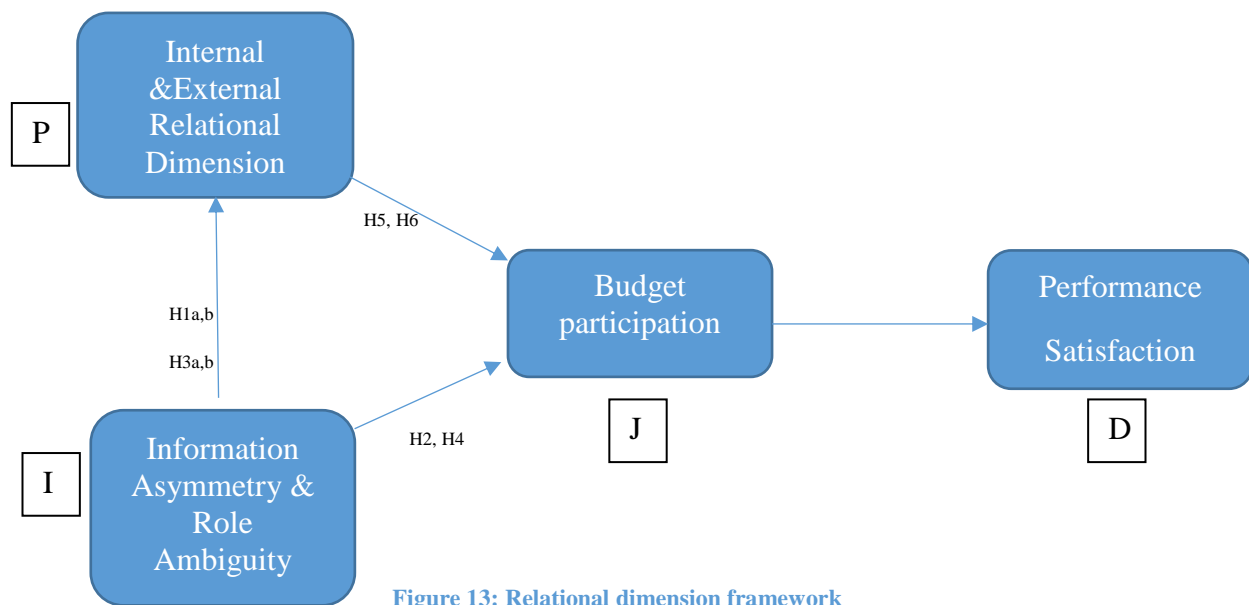 Internal
&External
Relational
Dimension
P
H5, H6
Budget
participation
Performance
Satisfaction
H1a,b
H3a,b
J
D
H2, H4
Information
Asymmetry &
Role
Ambiguity
I
Figure 13: Relational dimension framework